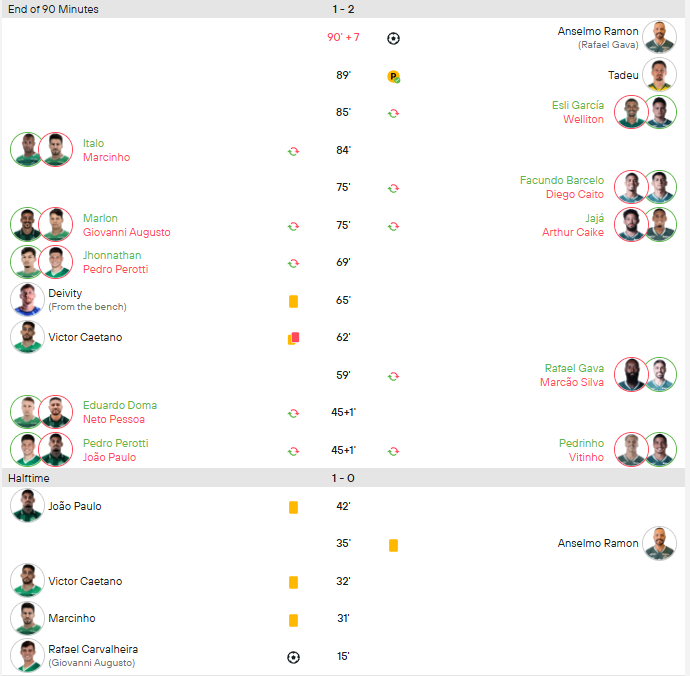 End of 90 Minutes 1 - 2
90' + 7 Anselmo Ramon
(Rafael Gava)
89' P Tadeu
85' Esli García
Welliton
Italo
Marcinho
84'
75' Facundo Barcelo
Diego Caito
Marlon
Giovanni Augusto
75' Jajá
Arthur Caike
Jhonnathan
Pedro Perotti
69'
Deivity
(From the bench)
65'
Victor Caetano 62'
59' Rafael Gava
Marcão Silva
Eduardo Doma
Neto Pessoa
45+1'
Pedro Perotti
João Paulo
45+1' Pedrinho
Vitinho
Halftime 1 - 0
João Paulo 42'
35' Anselmo Ramon
Victor Caetano 32'
Marcinho 31'
Rafael Carvalheira
(Giovanni Augusto)
15'